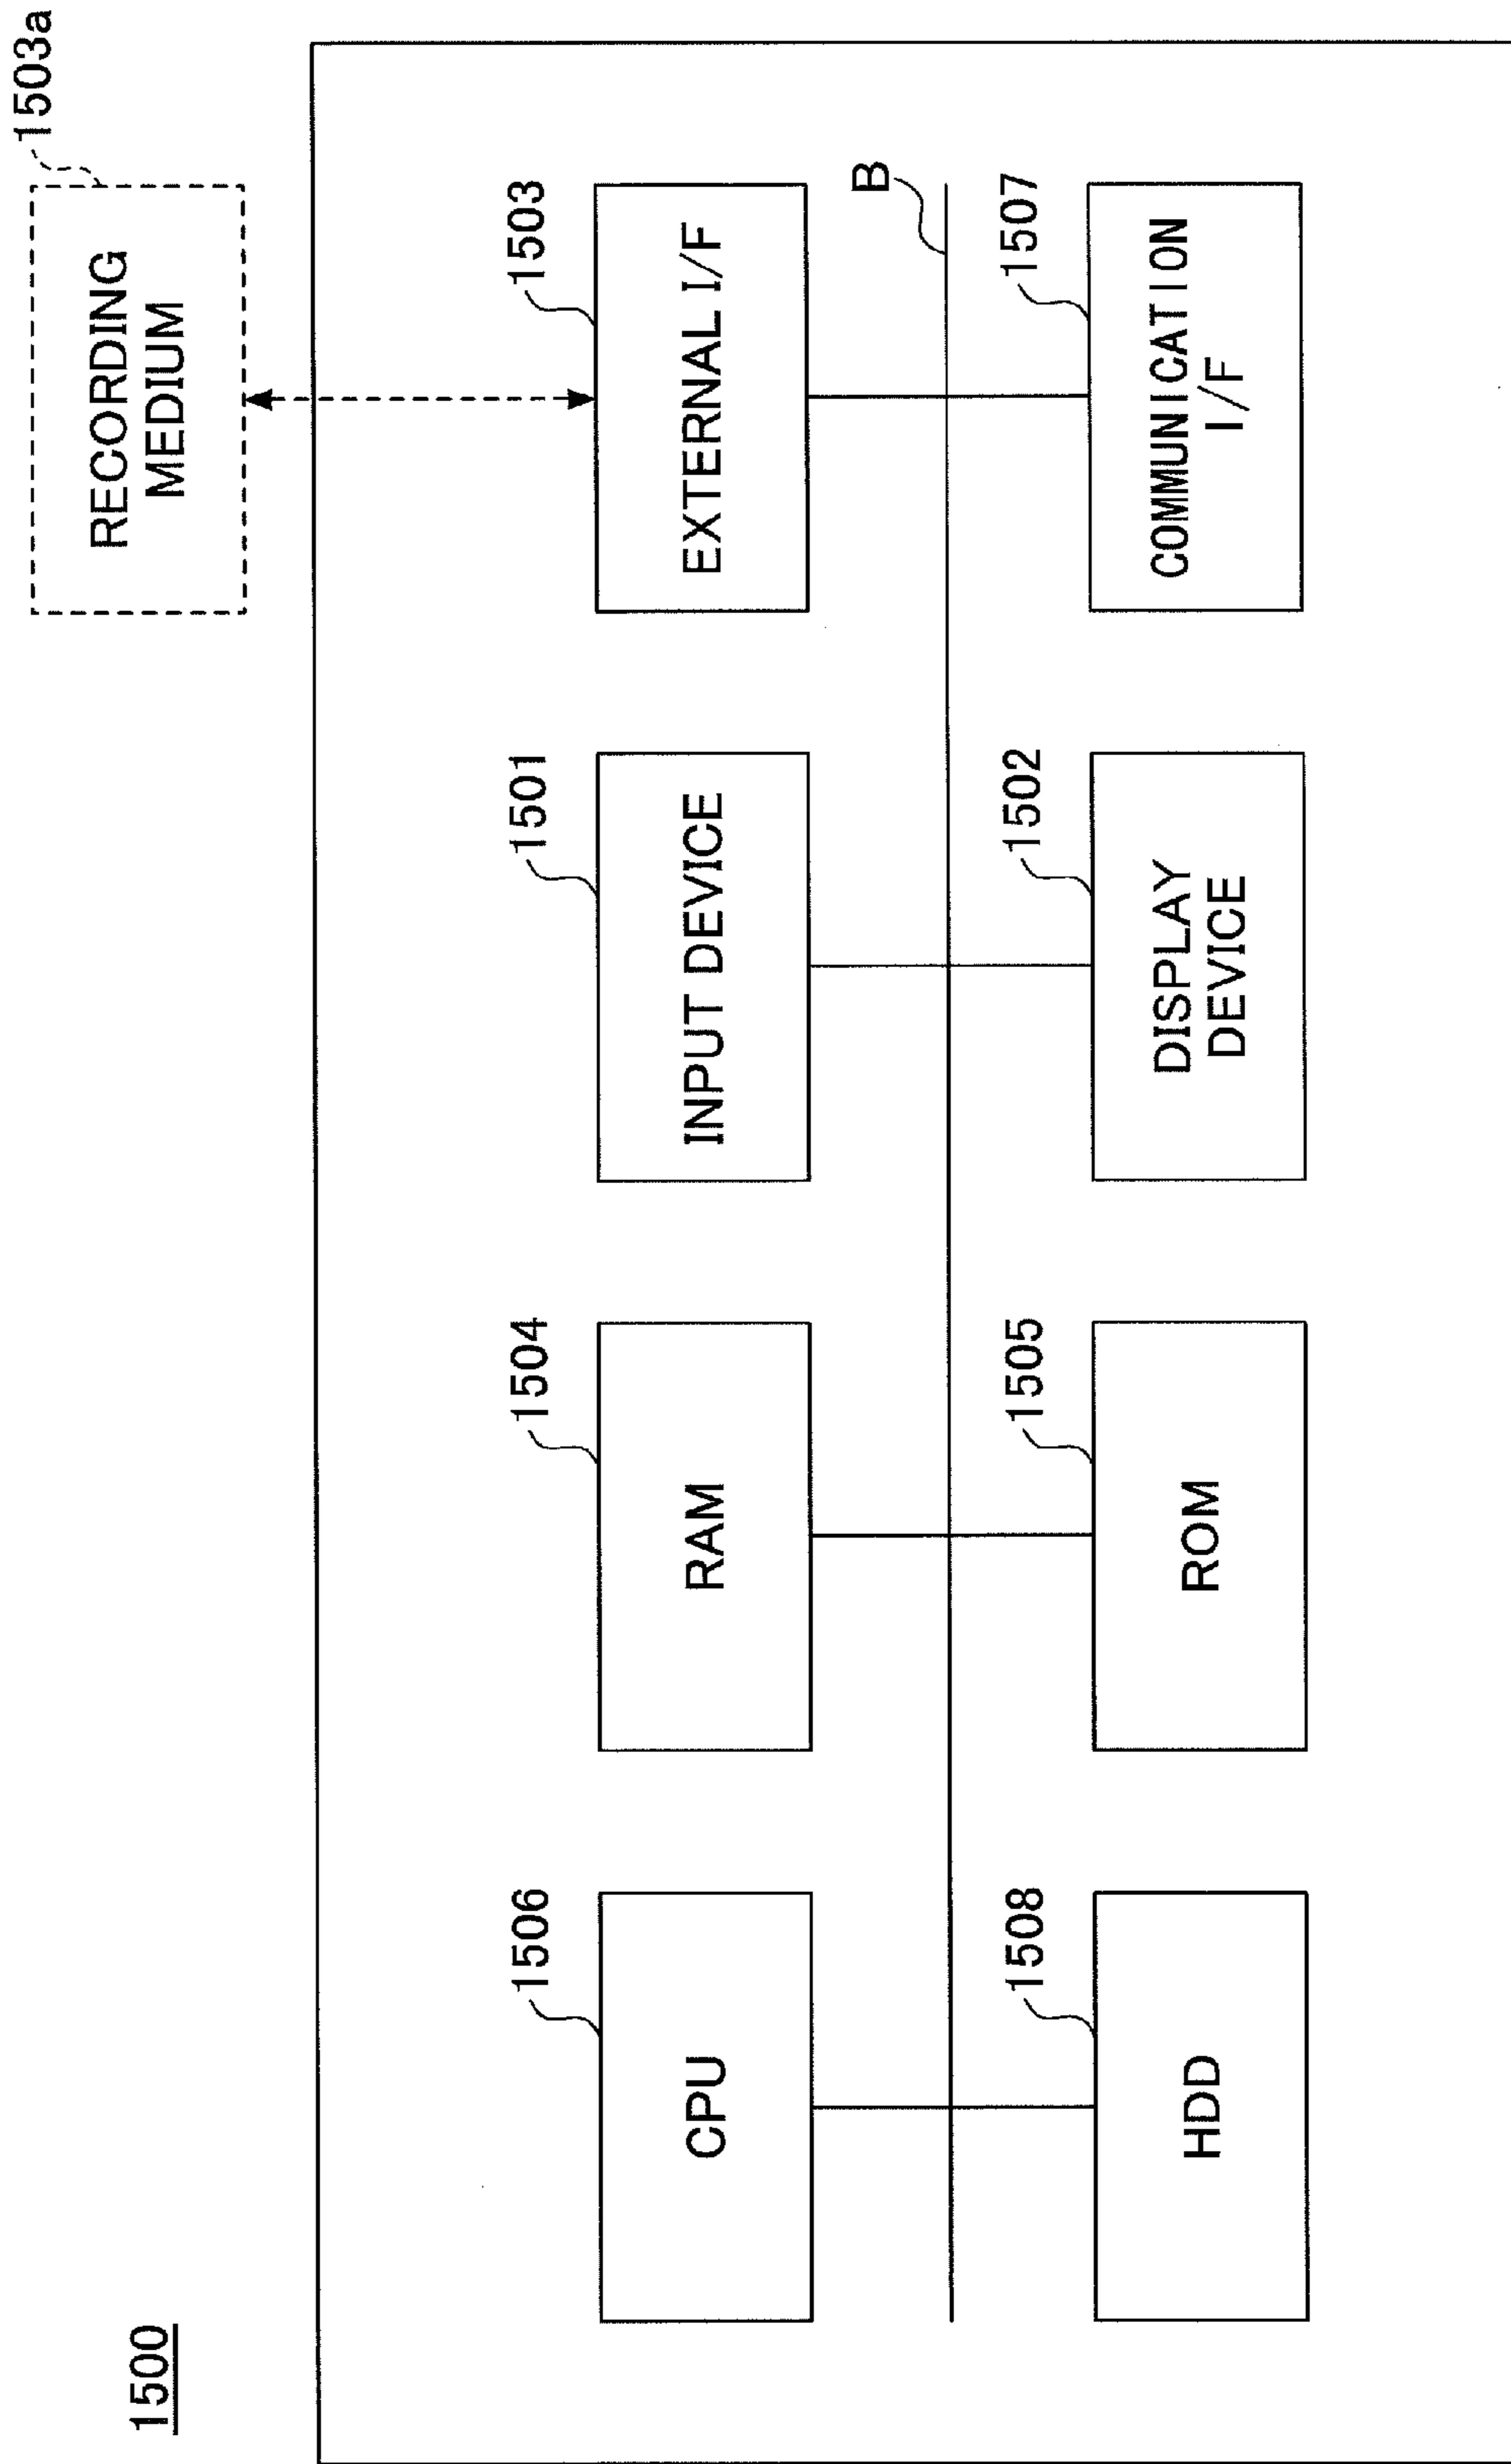 1500
RECORDING
MEDIUM
1503a
1506
CPU
1504
RAM
1501
INPUT DEVICE
1503
EXTERNAL I/F
B
1508
HDD
1505
ROM
1502
DISPLAY
DEVICE
1507
COMMUNICATION
I/F